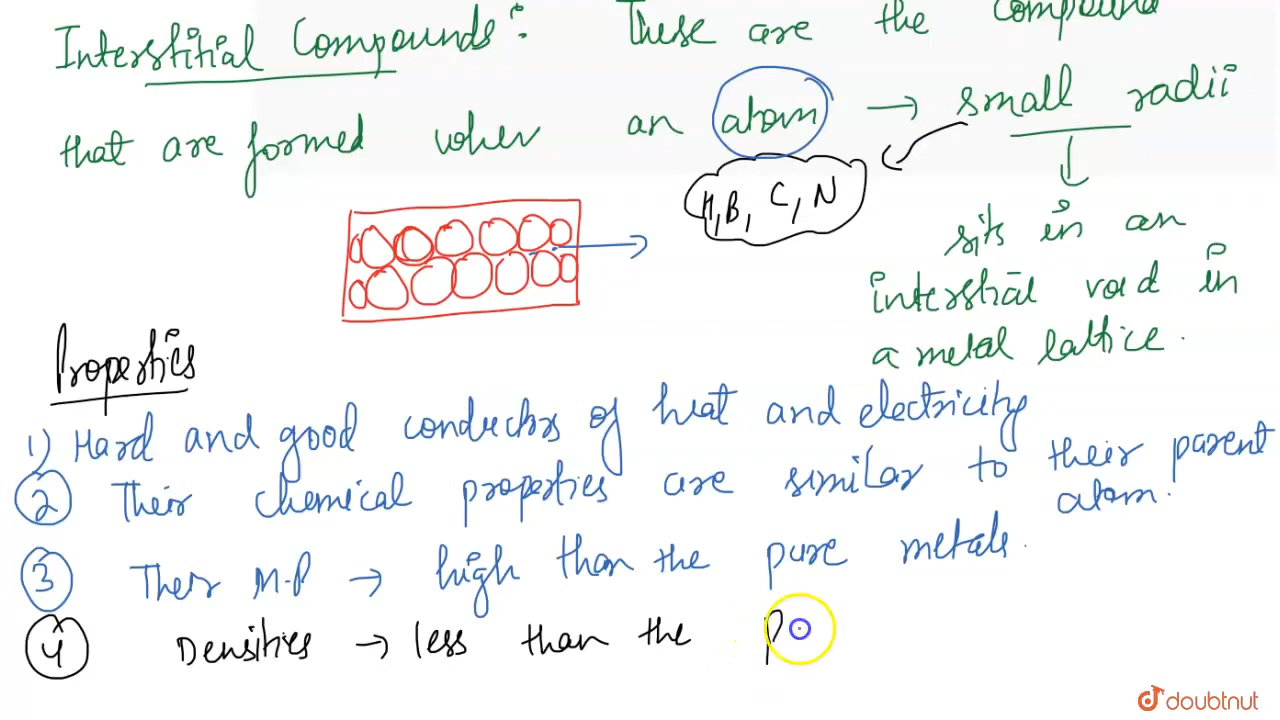 Interstitial Compounds: These are the compound
that are formed when an atom → small radii
H, B, C, N
sits in an
interstial void in
a metal lattice.
Properties
1) Hard and good conductors of heat and electricity
2 Their chemical properties are similar to their parent
atom.
3 Their M.P → high than the pure metals.
4 Densities → less than the P
doubtnut